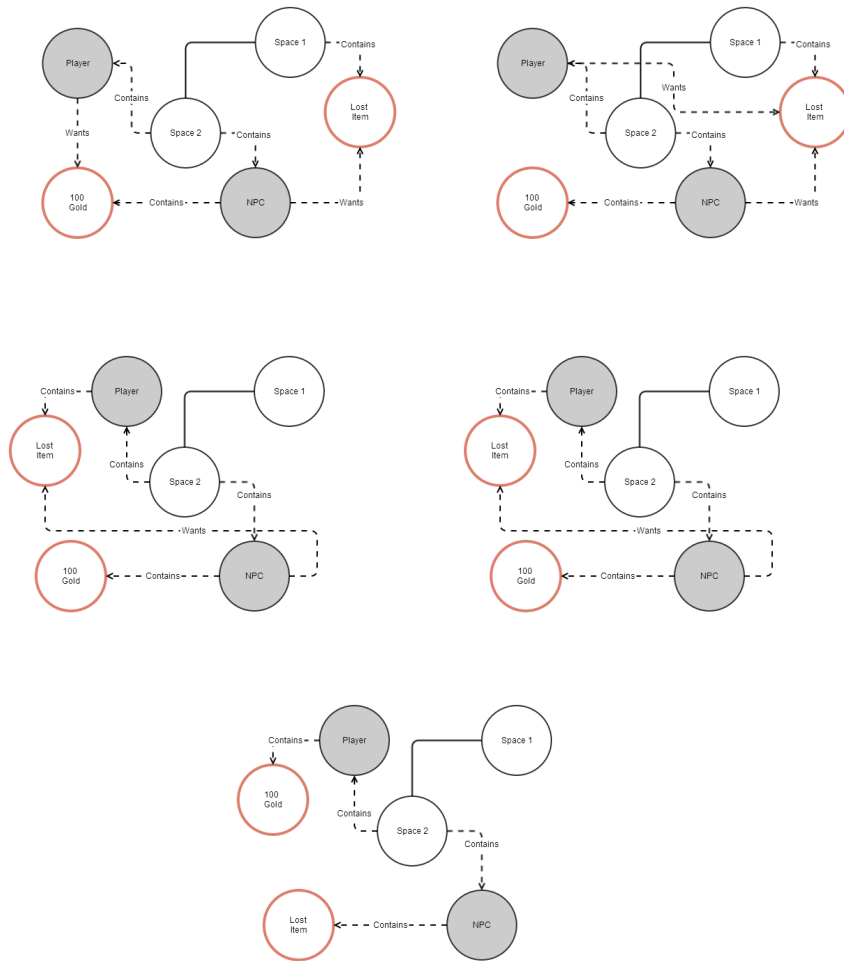 Space 1
Contains
Player
Contains
Lost
Item
Wants
Space 2
Contains
100
Gold
Contains
NPC
Wants
Space 1
Contains
Player
Wants
Contains
Lost
Item
Space 2
Contains
100
Gold
Contains
NPC
Wants
Contains
Player
Space 1
Lost
Item
Contains
Space 2
Contains
Wants
100
Gold
Contains
NPC
Contains
Player
Space 1
Lost
Item
Contains
Space 2
Contains
Wants
100
Gold
Contains
NPC
Contains
Player
Space 1
100
Gold
Contains
Space 2
Contains
Lost
Item
Contains
NPC